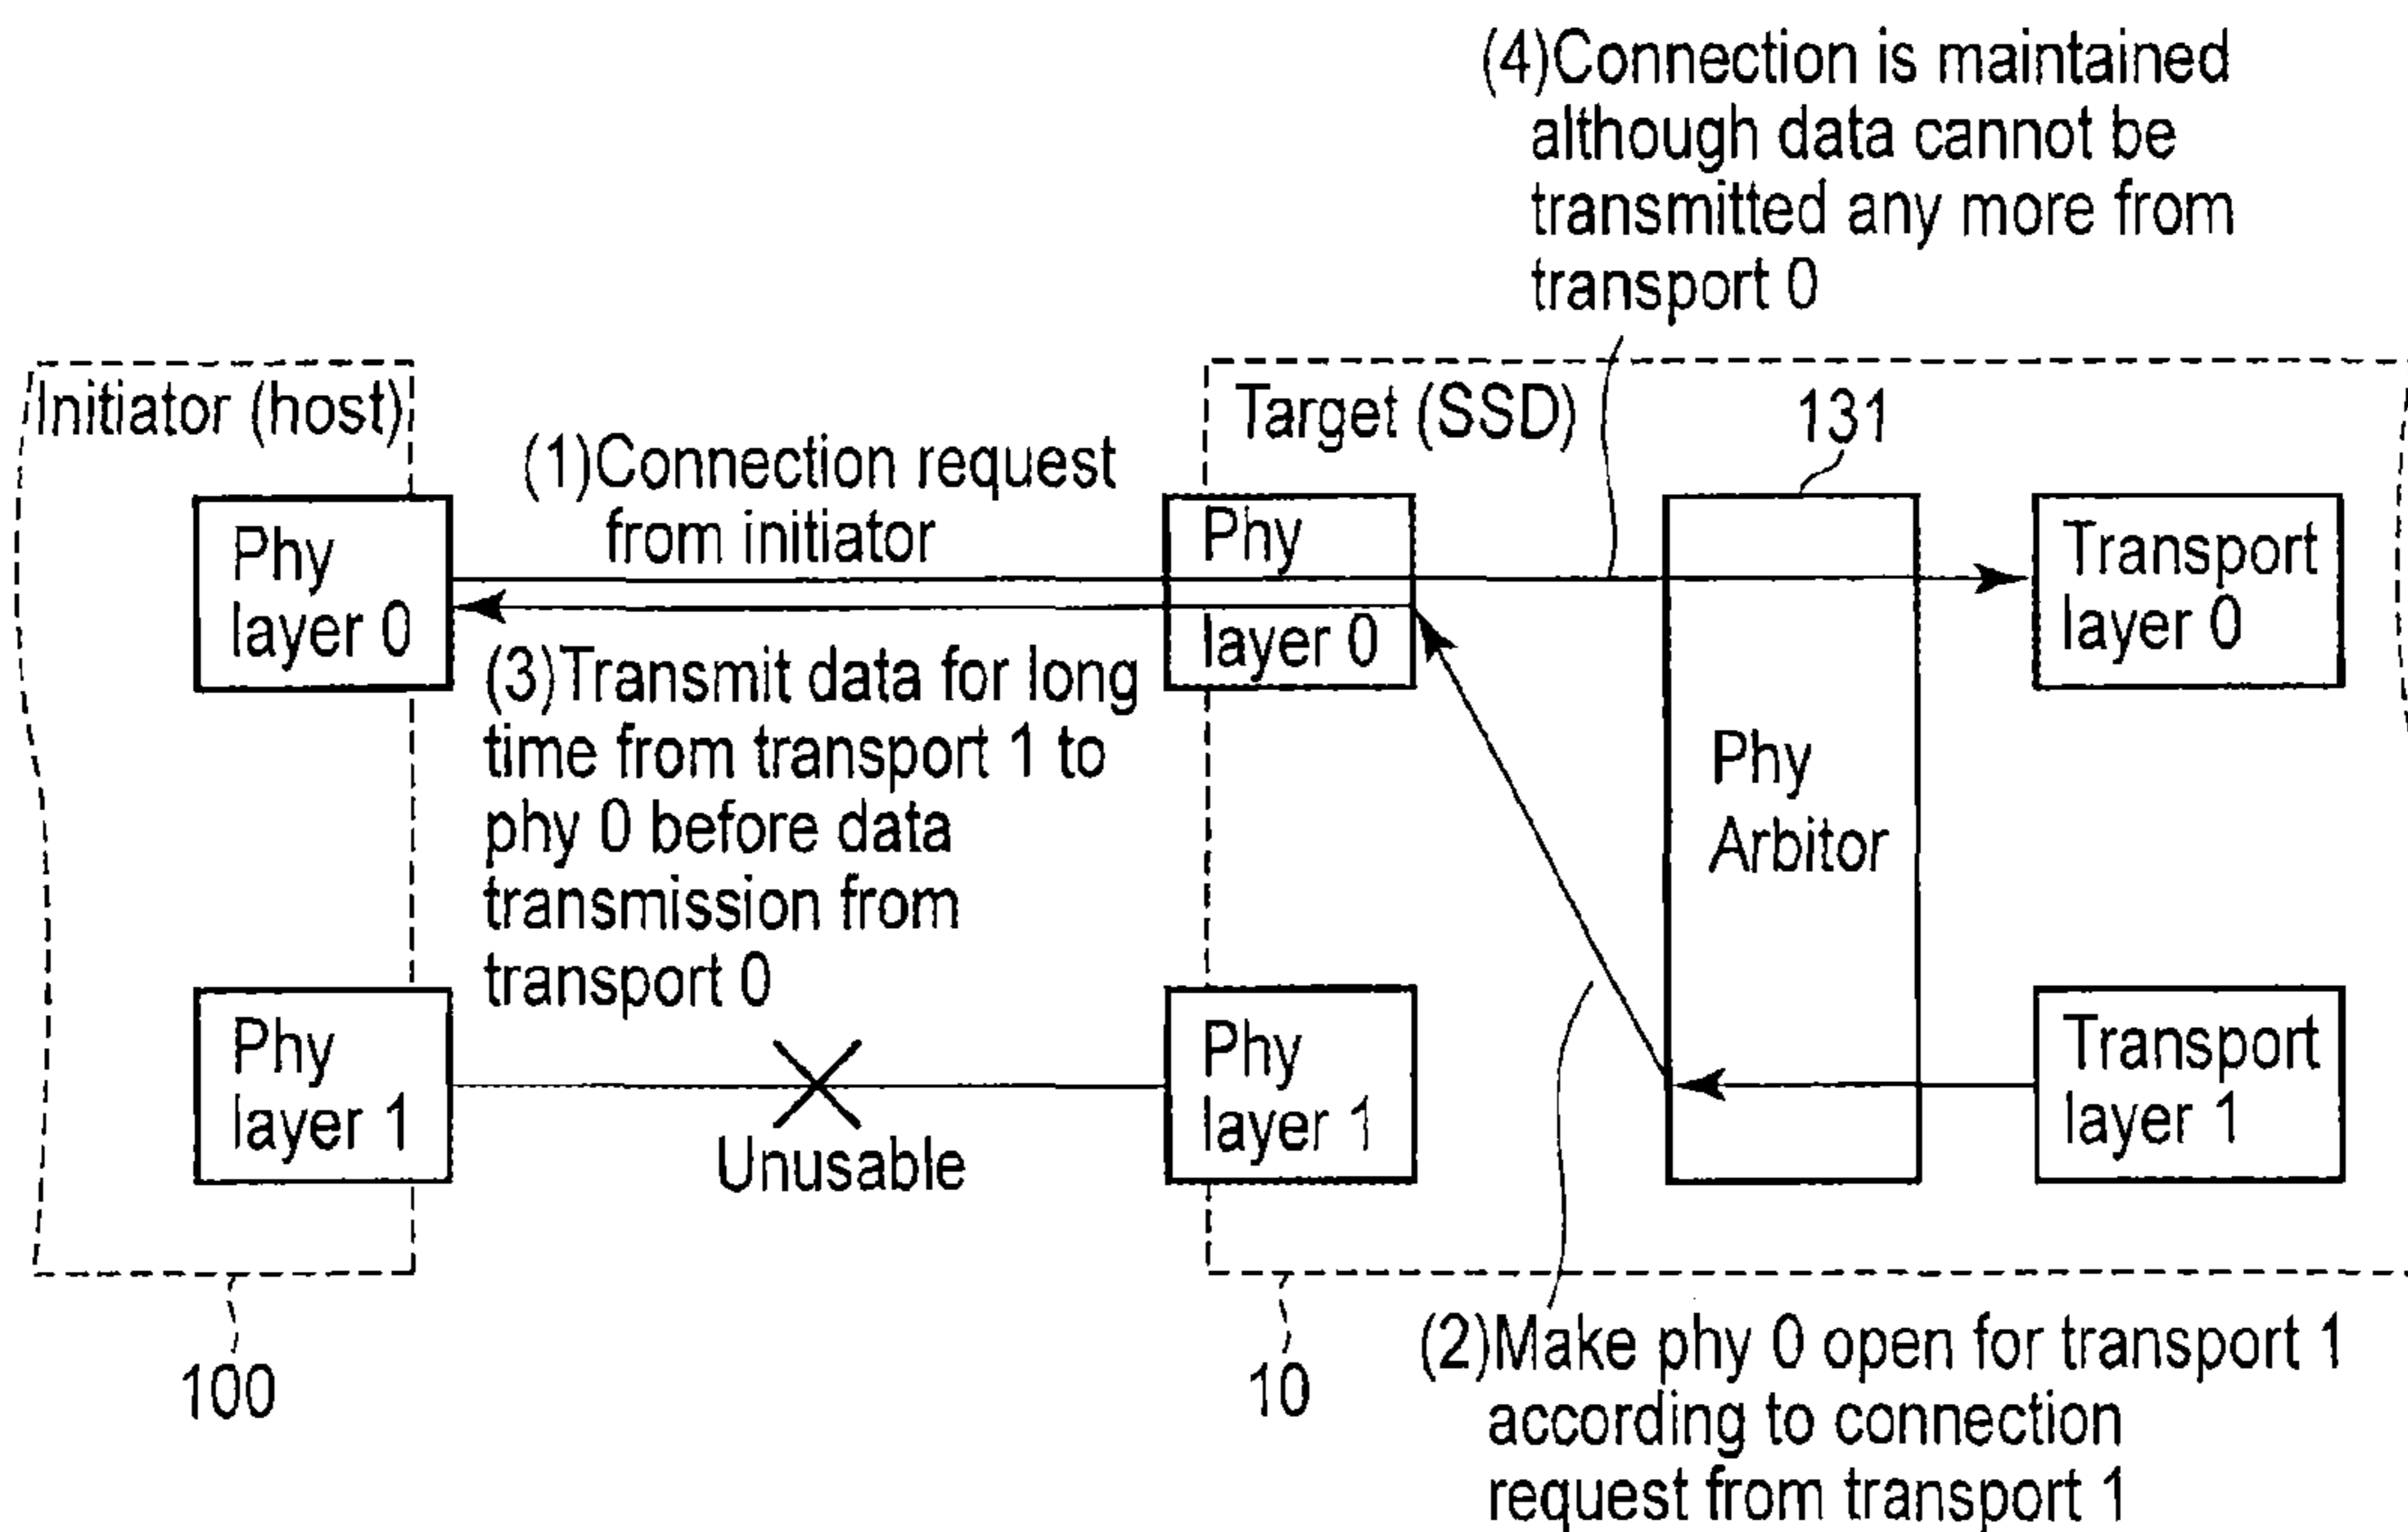 (4)Connection is maintained
although data cannot be
transmitted any more from
transport 0
Initiator (host)
Target (SSD)
131
(1)Connection request
from initiator
Phy
layer 0
Phy
layer 0
Transport
layer 0
(3)Transmit data for long
time from transport 1 to
phy 0 before data
transmission from
transport 0
Phy
Arbitor
Phy
layer 1
Unusable
Phy
layer 1
Transport
layer 1
100
10
(2)Make phy 0 open for transport 1
according to connection
request from transport 1